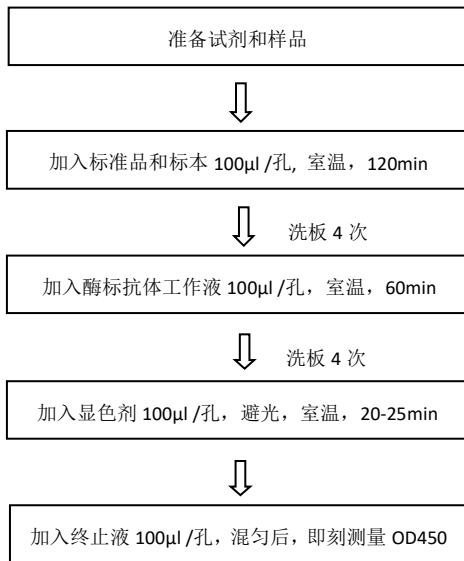 准备试剂和样品
加入标准品和标本 100μl /孔, 室温，120min
洗板 4 次
加入酶标抗体工作液 100μl /孔，室温，60min
洗板 4 次
加入显色剂 100μl /孔，避光，室温，20-25min
加入终止液 100μl /孔，混匀后，即刻测量 OD450